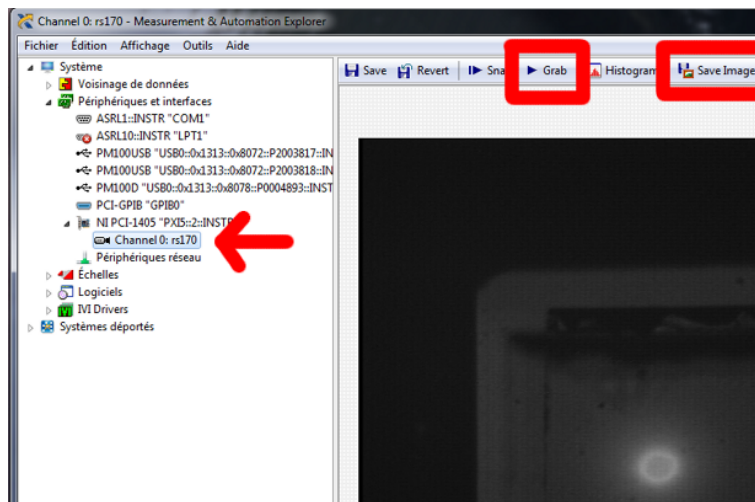 Channel 0: rs170 - Measurement & Automation Explorer
Fichier Édition Affichage Outils Aide
Save Revert Sna Grab Histogram Save Image
Système
Voisinage de données
Périphériques et interfaces
ASRL1::INSTR "COM1"
ASRL10::INSTR "LPT1"
PM100USB "USB0::0x1313::0x8072::P2003817::IN
PM100USB "USB0::0x1313::0x8072::P2003818::IN
PM100D "USB0::0x1313::0x8078::P0004893::INST
PCI-GPIB "GPIB0"
NI PCI-1405 "PXI5::2::INSTR
Channel 0: rs170
Périphériques réseau
Échelles
Logiciels
IVI Drivers
Systèmes déportés